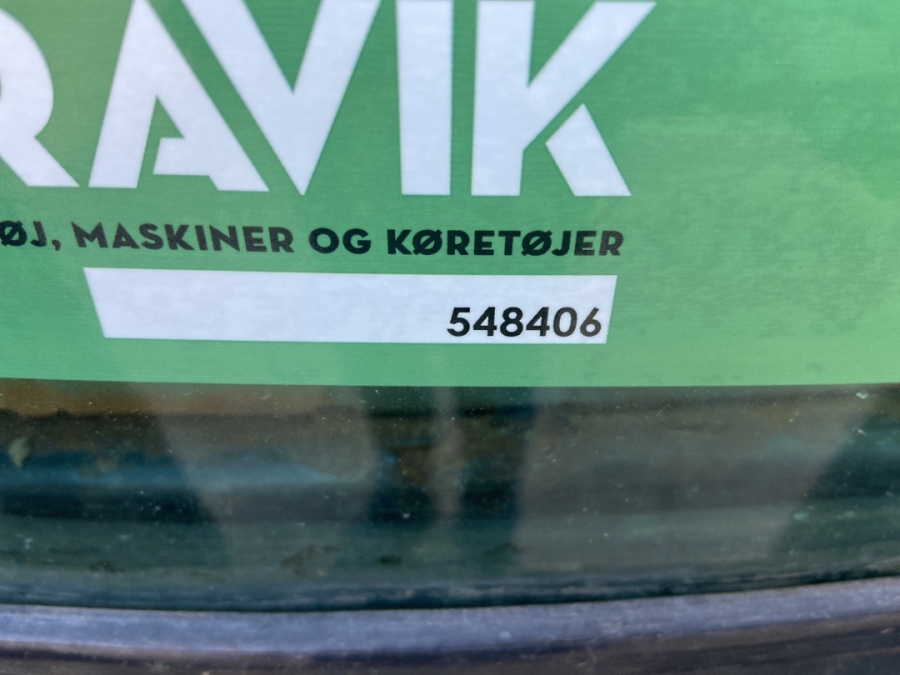 RAVIK
ØJ, MASKINER OG KØRETØJER
548406